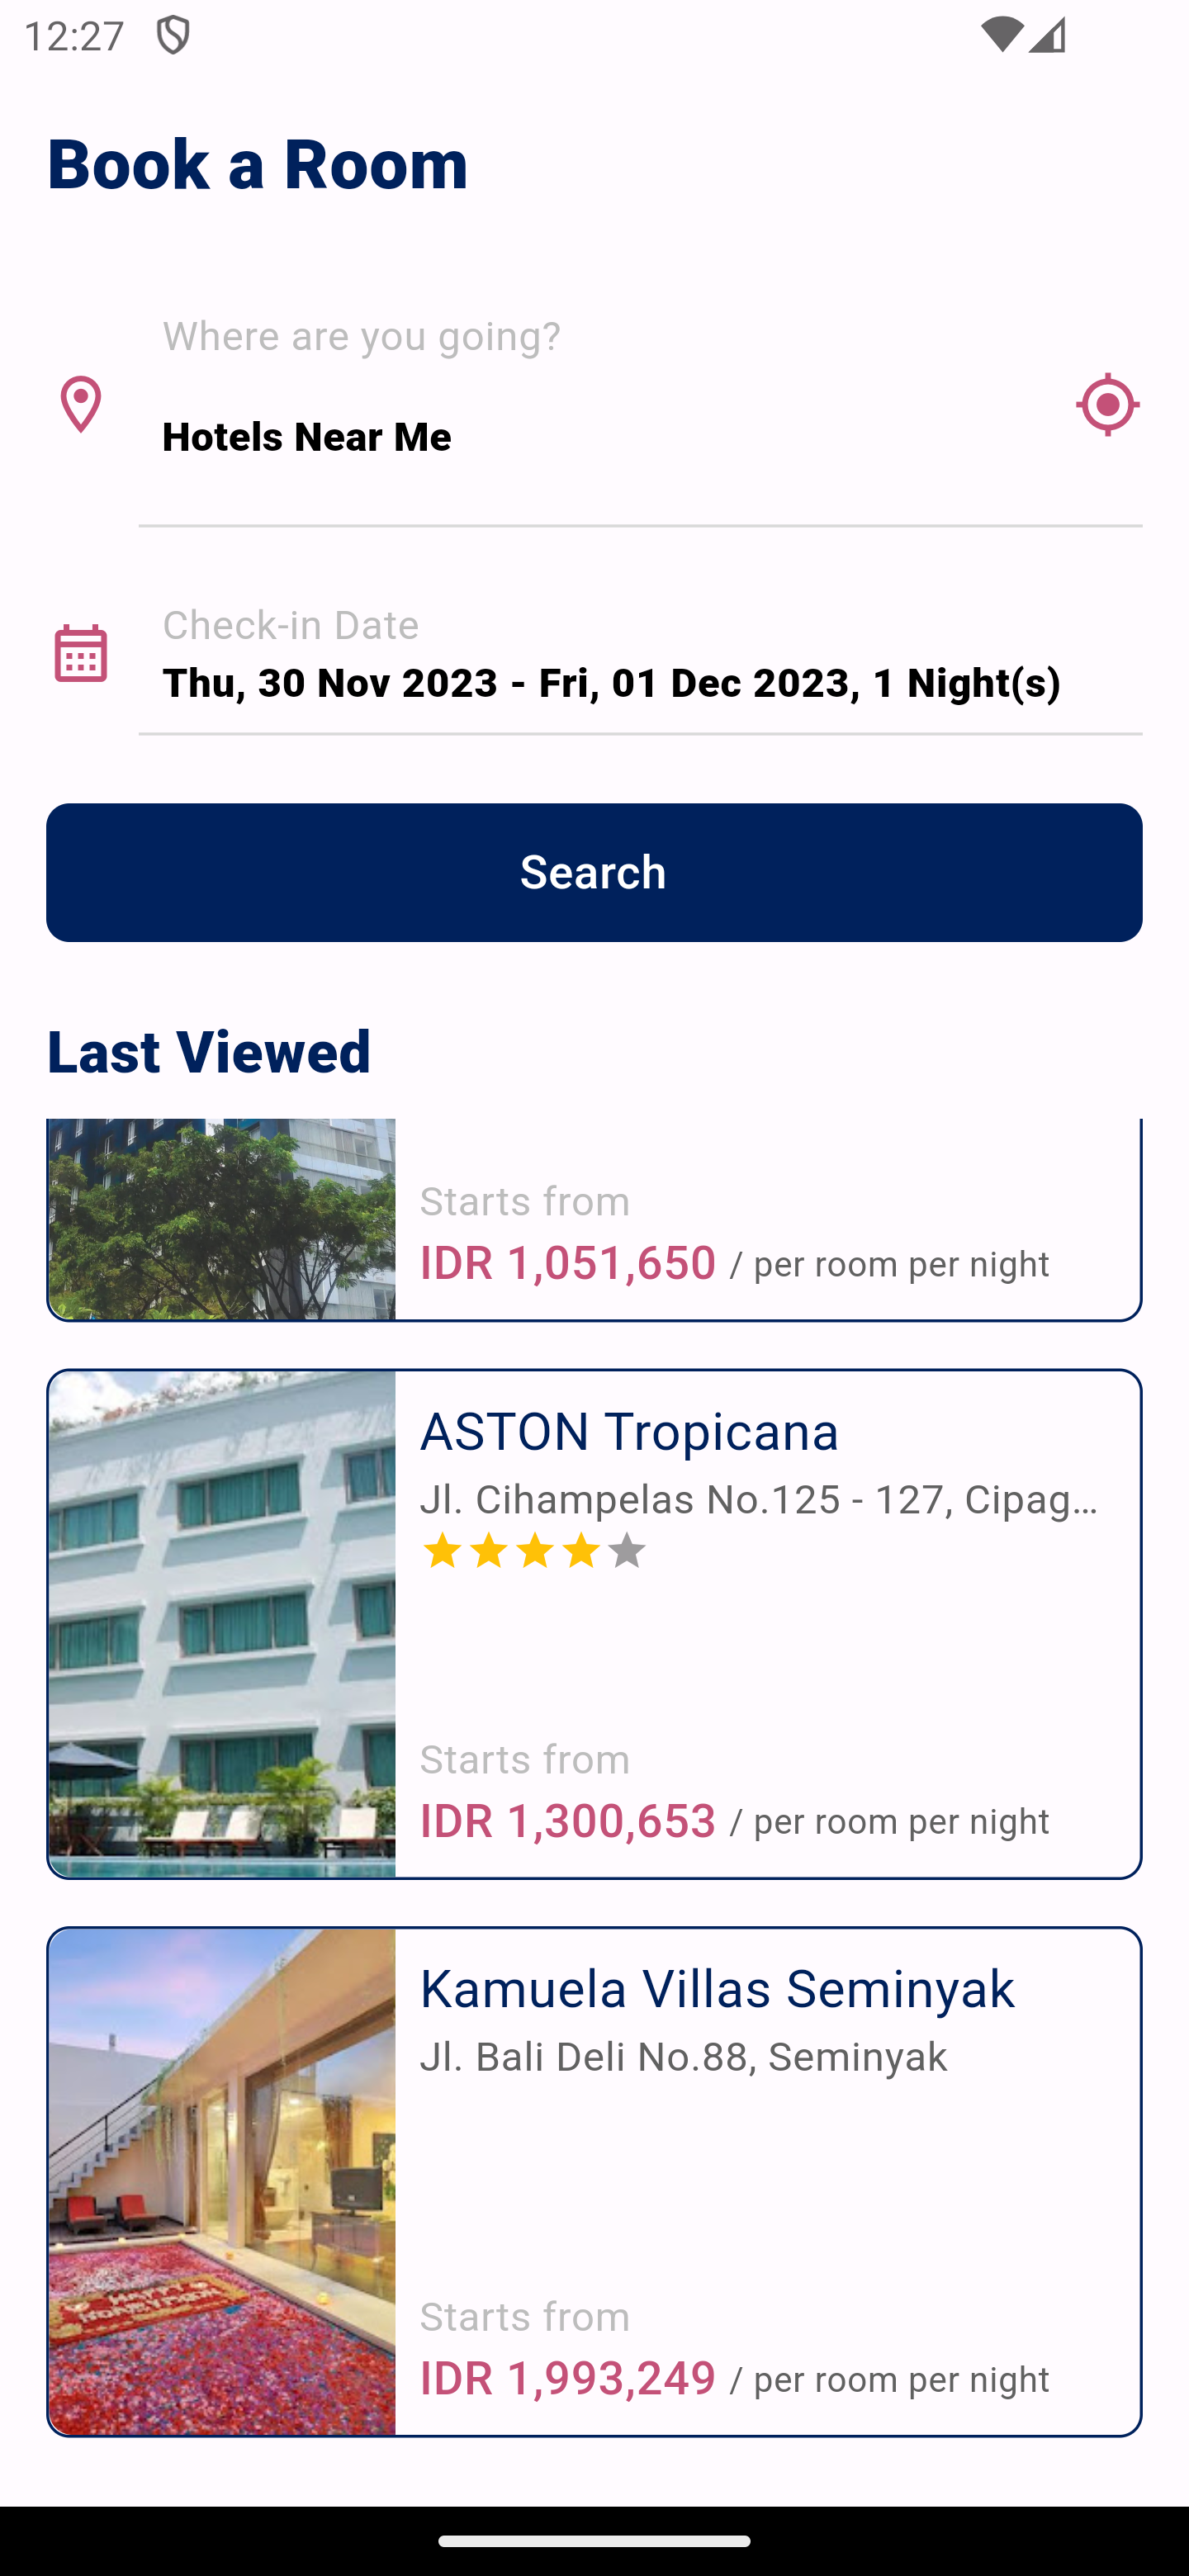 12:27
Book a Room
Where are you going?
Hotels Near Me
Check-in Date
Thu, 30 Nov 2023 - Fri, 01 Dec 2023, 1 Night(s)
Search
Last Viewed
Starts from
IDR 1,051,650 / per room per night
ASTON Tropicana
Jl. Cihampelas No.125 - 127, Cipag...
Starts from
IDR 1,300,653 / per room per night
Kamuela Villas Seminyak
Jl. Bali Deli No.88, Seminyak
HAPPY
HONEYMOON
Starts from
IDR 1,993,249 / per room per night